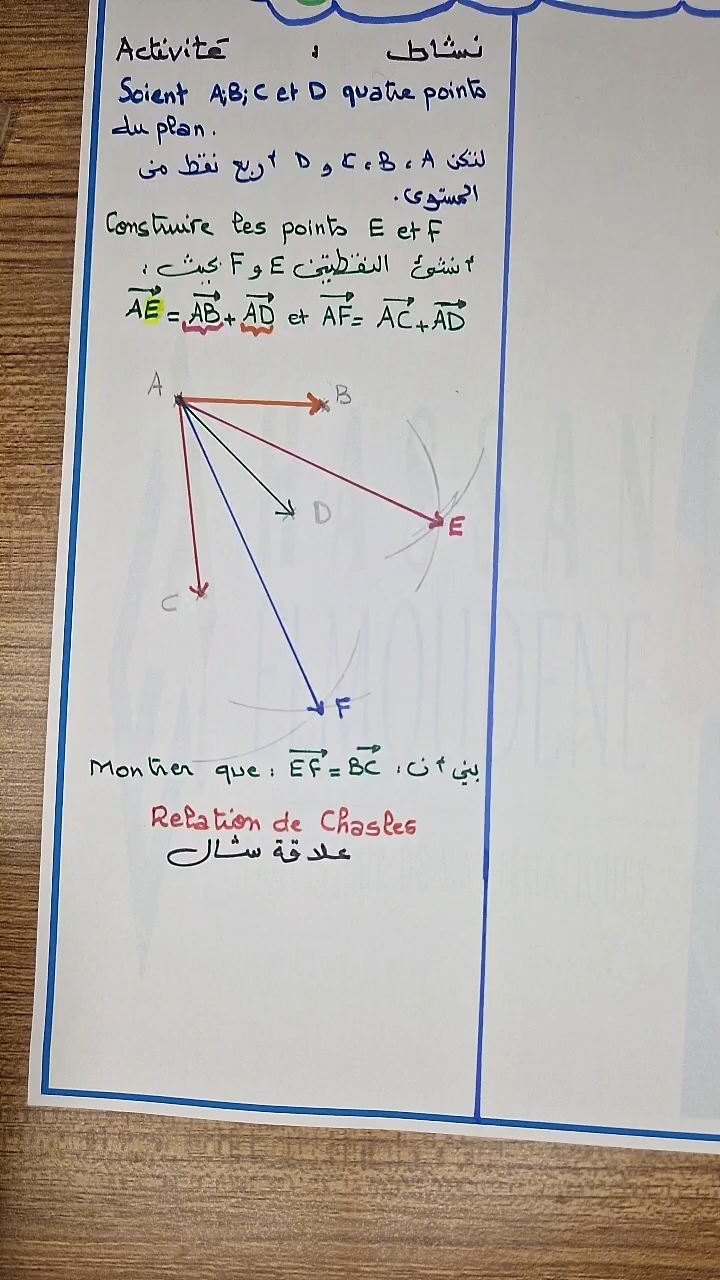 Activité : نشاط
Soient A;B;C et D quatre points
du plan.
لتكن A ، B ، C و D أربع نقط من
المستوى.
Construire les points E et F
أنشئ النقطتين E و F بحيث :
AE = AB + AD et AF = AC + AD
A
B
D
E
C
F
Montrer que : EF = BC : بين أن
Relation de Chasles
علاقة شال
HASSAN
ELMOUDENE